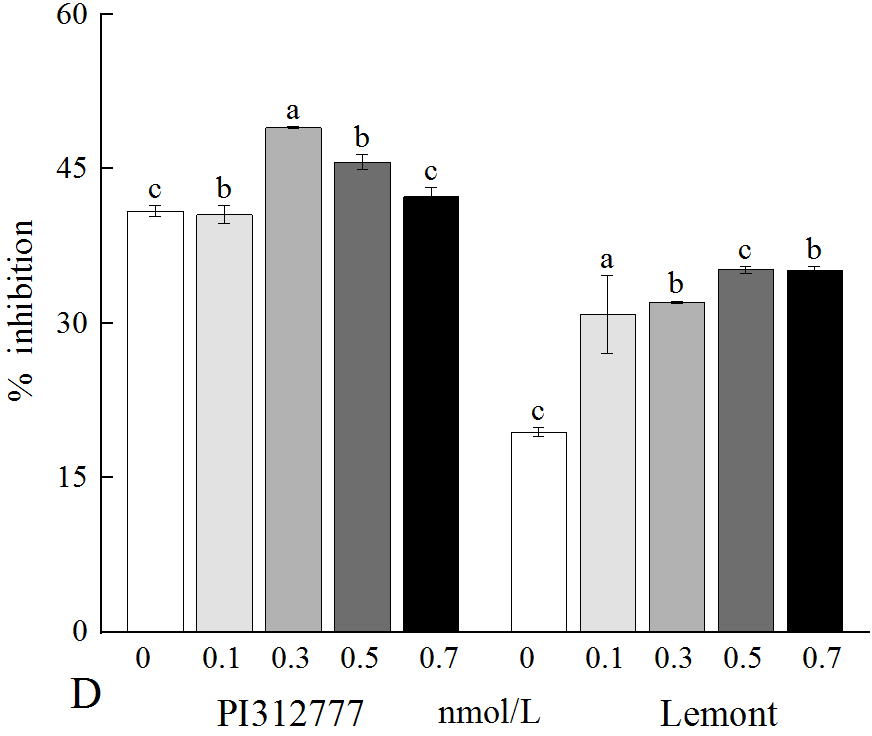 60
45
30
15
0
% inhibition
c b a b c
c a b c b
0 0.1 0.3 0.5 0.7 0 0.1 0.3 0.5 0.7
D PI312777 nmol/L Lemont